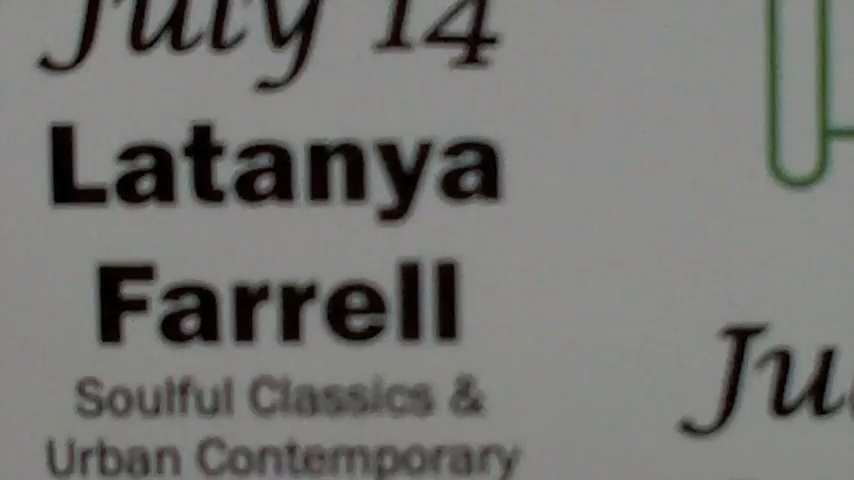 July 14
Latanya
Farrell
Soulful Classics &
Urban Contemporary